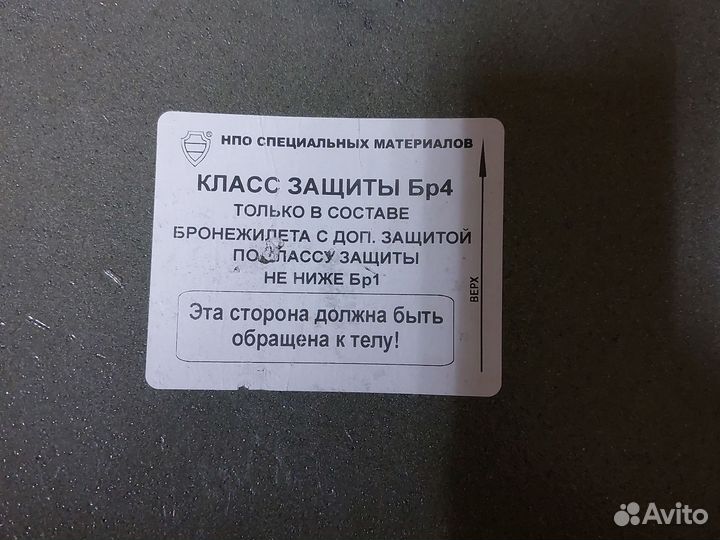 НПО СПЕЦИАЛЬНЫХ МАТЕРИАЛОВ
КЛАСС ЗАЩИТЫ Бр4
ТОЛЬКО В СОСТАВЕ
БРОНЕЖИЛЕТА С ДОП. ЗАЩИТОЙ
ПО КЛАССУ ЗАЩИТЫ
НЕ НИЖЕ Бр1
Эта сторона должна быть
обращена к телу!
ВЕРХ
Avito